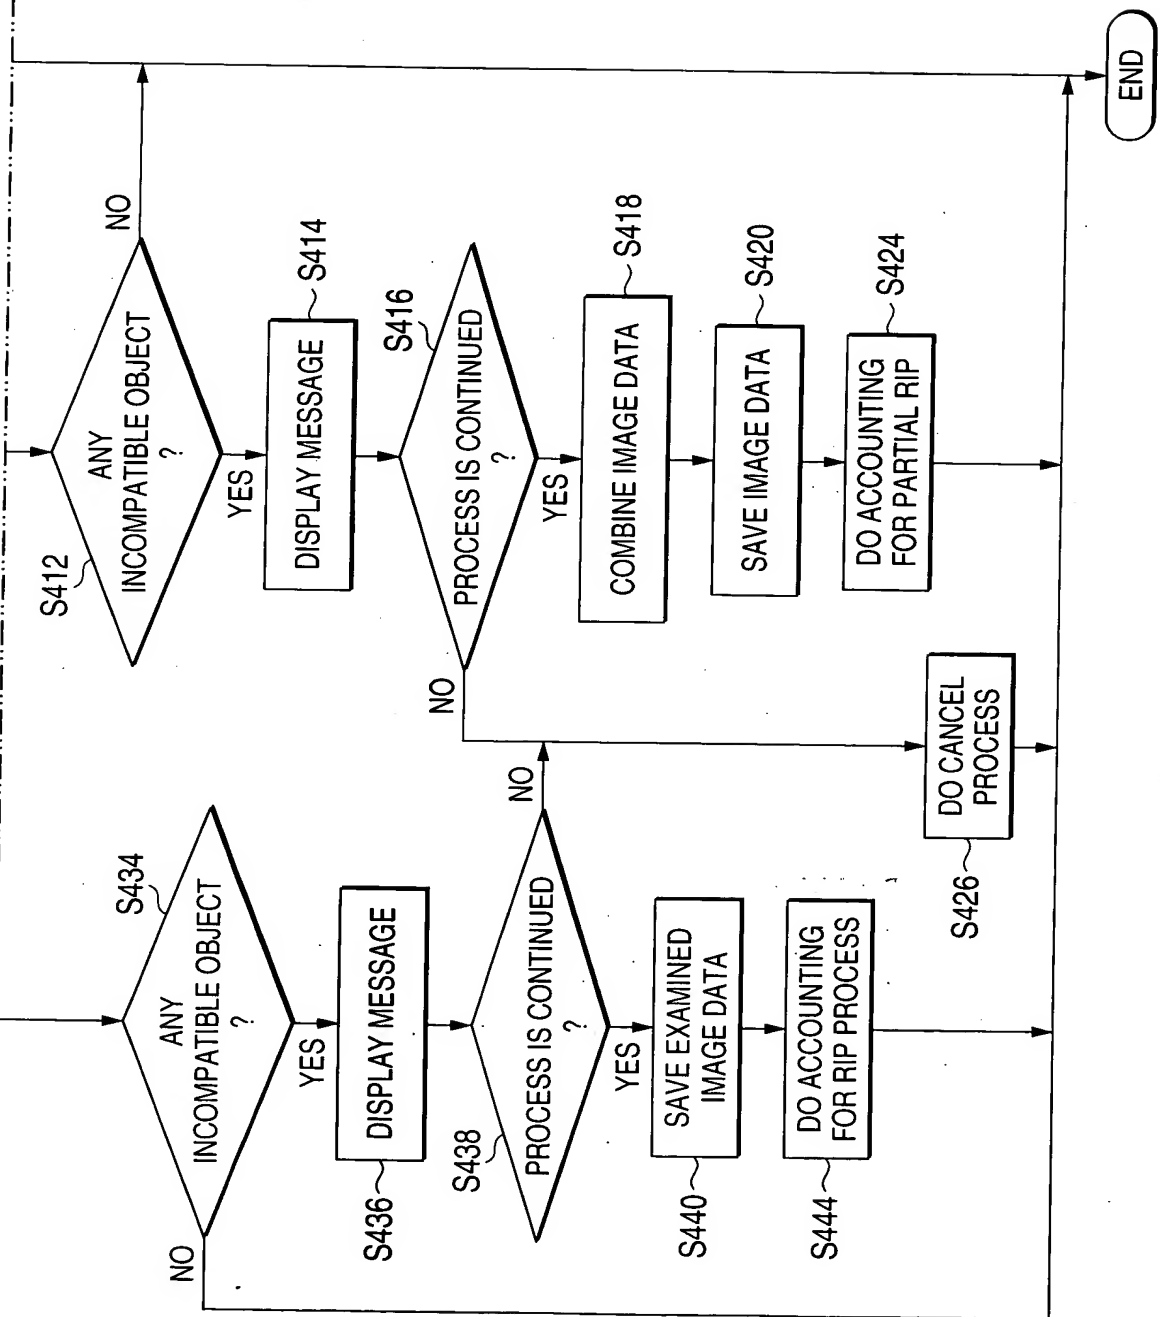 S434
ANY
INCOMPATIBLE OBJECT
?
NO
YES
S436
DISPLAY MESSAGE
S438
PROCESS IS CONTINUED
?
NO
YES
S440
SAVE EXAMINED
IMAGE DATA
S444
DO ACCOUNTING
FOR RIP PROCESS
S412
ANY
INCOMPATIBLE OBJECT
?
NO
YES
DISPLAY MESSAGE
S414
S416
PROCESS IS CONTINUED
?
NO
YES
COMBINE IMAGE DATA
S418
SAVE IMAGE DATA
S420
DO ACCOUNTING
FOR PARTIAL RIP
S424
DO CANCEL
PROCESS
S426
END